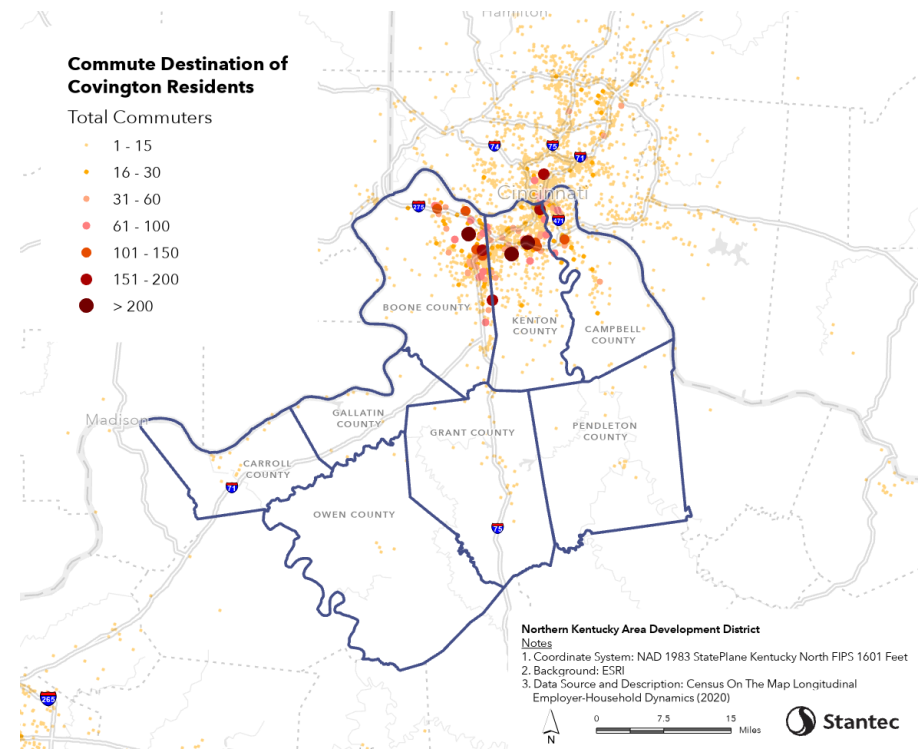 Hamilton
Commute Destination of
Covington Residents
Total Commuters
1 - 15
16 - 30
31 - 60
61 - 100
101 - 150
151 - 200
> 200
74
75
71
Cincinnati
275
471
BOONE COUNTY
KENTON
COUNTY
CAMPBELL
COUNTY
Madison
GALLATIN
COUNTY
GRANT COUNTY
PENDLETON
COUNTY
CARROLL
COUNTY
71
OWEN COUNTY
75
265
Northern Kentucky Area Development District
Notes
1. Coordinate System: NAD 1983 StatePlane Kentucky North FIPS 1601 Feet
2. Background: ESRI
3. Data Source and Description: Census On The Map Longitudinal
Employer-Household Dynamics (2020)
N
0 7.5 15
Miles
Stantec